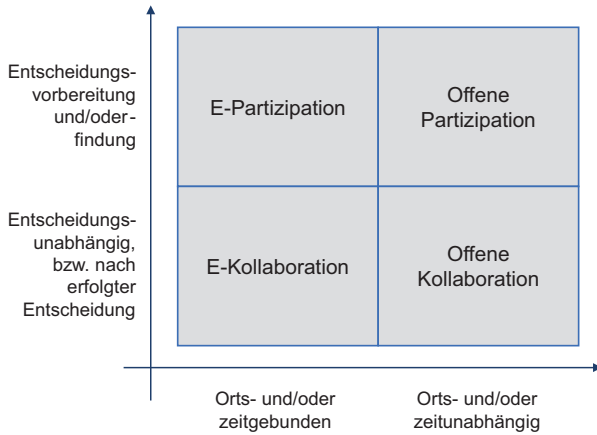 Entscheidungs-
vorbereitung
und/oder-
findung
E-Partizipation
Offene
Partizipation
Entscheidungs-
unabhängig,
bzw. nach
erfolgter
Entscheidung
E-Kollaboration
Offene
Kollaboration
Orts- und/oder
zeitgebunden
Orts- und/oder
zeitunabhängig